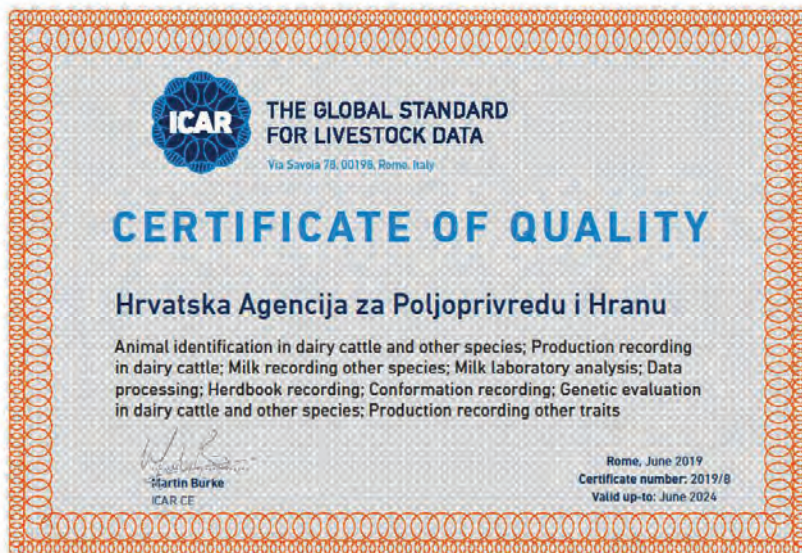 ICAR
THE GLOBAL STANDARD
FOR LIVESTOCK DATA
Via Savoia 78, 00198, Rome, Italy
CERTIFICATE OF QUALITY
Hrvatska Agencija za Poljoprivredu i Hranu
Animal identification in dairy cattle and other species; Production recording
in dairy cattle; Milk recording other species; Milk laboratory analysis; Data
processing; Herdbook recording; Conformation recording; Genetic evaluation
in dairy cattle and other species; Production recording other traits
Martin Burke
ICAR CE
Rome, June 2019
Certificate number: 2019/8
Valid up-to: June 2024